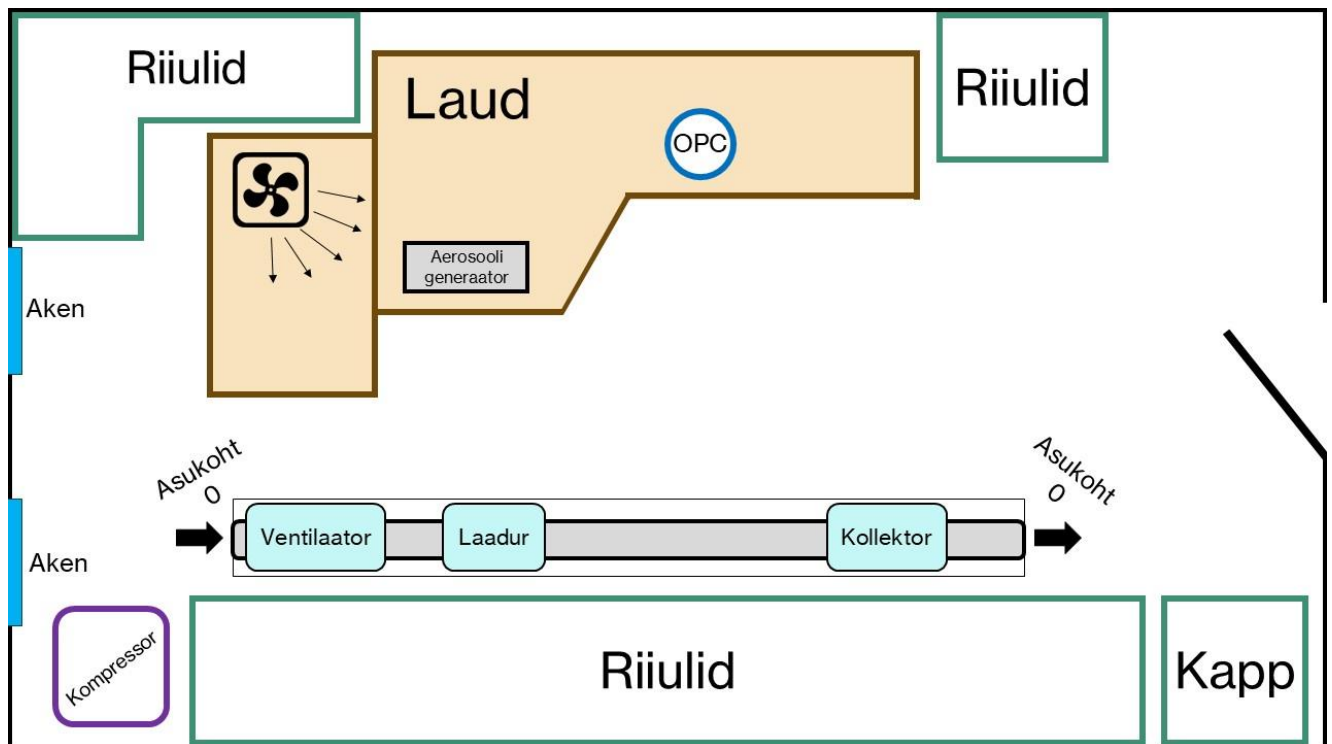 Riiulid
Laud
OPC
Riiulid
Aerosooli
generaator
Aken
Asukoht
0
Asukoht
0
Ventilaator
Laadur
Kollektor
Aken
Kompressor
Riiulid
Kapp